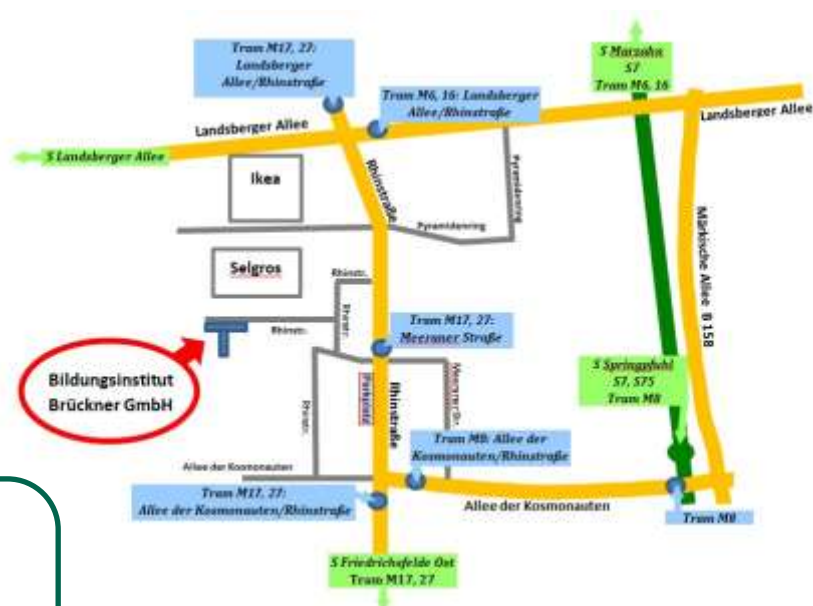 Tram M17, 27:
Landsberger
Allee/Rhinstraße
S Marzahn
S7
Tram M6, 16
Tram M6, 16: Landsberger
Allee/Rhinstraße
Landsberger Allee
Landsberger Allee
S Landsberger Allee
Ikea
Rhinstraße
Pyramidenring
Pyramidenring
Selgros
Rhinstr.
Rhinstr.
Rhinstr.
Märkische Allee B 158
Tram M17, 27:
Meeraner Straße
Bildungsinstitut
Brückner GmbH
S Springpfuhl
S7, S75
Tram M8
Rhinstr.
Parkplatz
Rhinstraße
Meeraner Str.
Tram M8: Allee der
Kosmonauten/Rhinstraße
Allee der Kosmonauten
Tram M17, 27:
Allee der Kosmonauten/Rhinstraße
Allee der Kosmonauten
Tram M8
S Friedrichsfelde Ost
Tram M17, 27